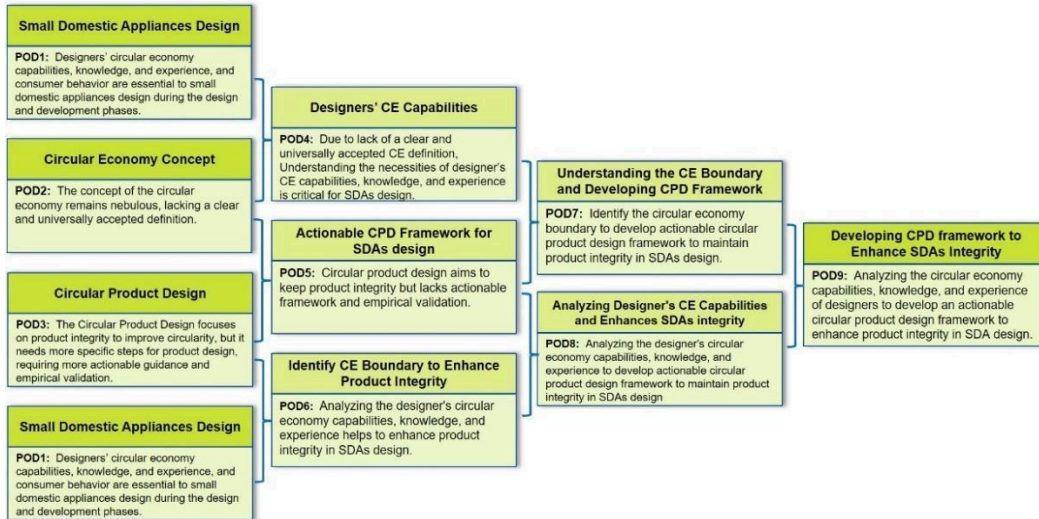 Small Domestic Appliances Design
POD1: Designers' circular economy
capabilities, knowledge, and experience, and
consumer behavior are essential to small
domestic appliances design during the design
and development phases.
Circular Economy Concept
POD2: The concept of the circular
economy remains nebulous, lacking a clear
and universally accepted definition.
Circular Product Design
POD3: The Circular Product Design focuses
on product integrity to improve circularity, but it
needs more specific steps for product design,
requiring more actionable guidance and
empirical validation.
Small Domestic Appliances Design
POD1: Designers' circular economy
capabilities, knowledge, and experience, and
consumer behavior are essential to small
domestic appliances design during the design
and development phases.
Designers' CE Capabilities
POD4: Due to lack of a clear and
universally accepted CE definition,
Understanding the necessities of designer's
CE capabilities, knowledge, and experience
is critical for SDAs design.
Actionable CPD Framework for
SDAs design
POD5: Circular product design aims to
keep product integrity but lacks actionable
framework and empirical validation.
Identify CE Boundary to Enhance
Product Integrity
POD6: Analyzing the designer's circular
economy capabilities, knowledge, and
experience helps to enhance product
integrity in SDAs design.
Understanding the CE Boundary
and Developing CPD Framework
POD7: Identify the circular economy
boundary to develop actionable circular
product design framework to maintain
product integrity in SDAs design.
Analyzing Designer's CE Capabilities
and Enhances SDAs integrity
POD8: Analyzing the designer's circular
economy capabilities, knowledge, and
experience to develop actionable circular
product design framework to maintain product
integrity in SDAs design
Developing CPD framework to
Enhance SDAs Integrity
POD9: Analyzing the circular economy
capabilities, knowledge, and experience
of designers to develop an actionable
circular product design framework to
enhance product integrity in SDA design.